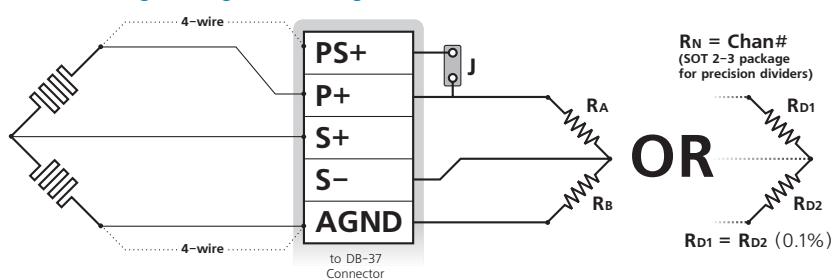 4-wire
PS+
P+
S+
S−
AGND
4-wire
to DB-37
Connector
J
RA
RB
OR
RN = Chan#
(SOT 2-3 package
for precision dividers)
RD1
RD2
RD1 = RD2 (0.1%)